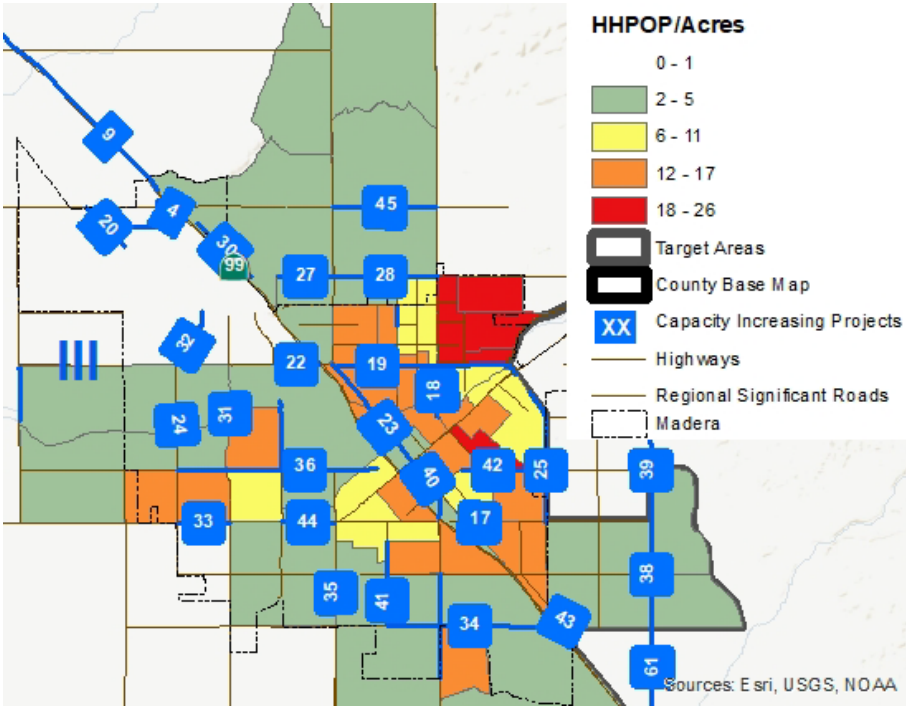 HHPOP/Acres
0 - 1
2 - 5
6 - 11
12 - 17
18 - 26
Target Areas
County Base Map
XX Capacity Increasing Projects
Highways
Regional Significant Roads
Madera
9
4
45
20
30
99
27
28
32
22
19
18
24
31
23
36
40
42
25
39
33
44
17
38
35
41
34
43
61
Sources: Esri, USGS, NOAA